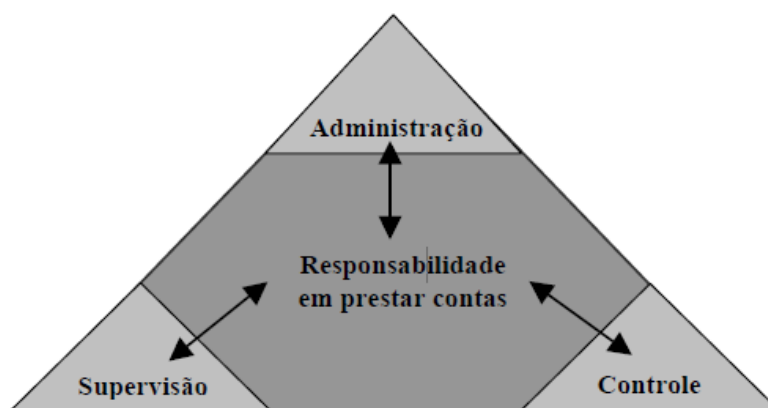 Administração
Responsabilidade
em prestar contas
Supervisão
Controle